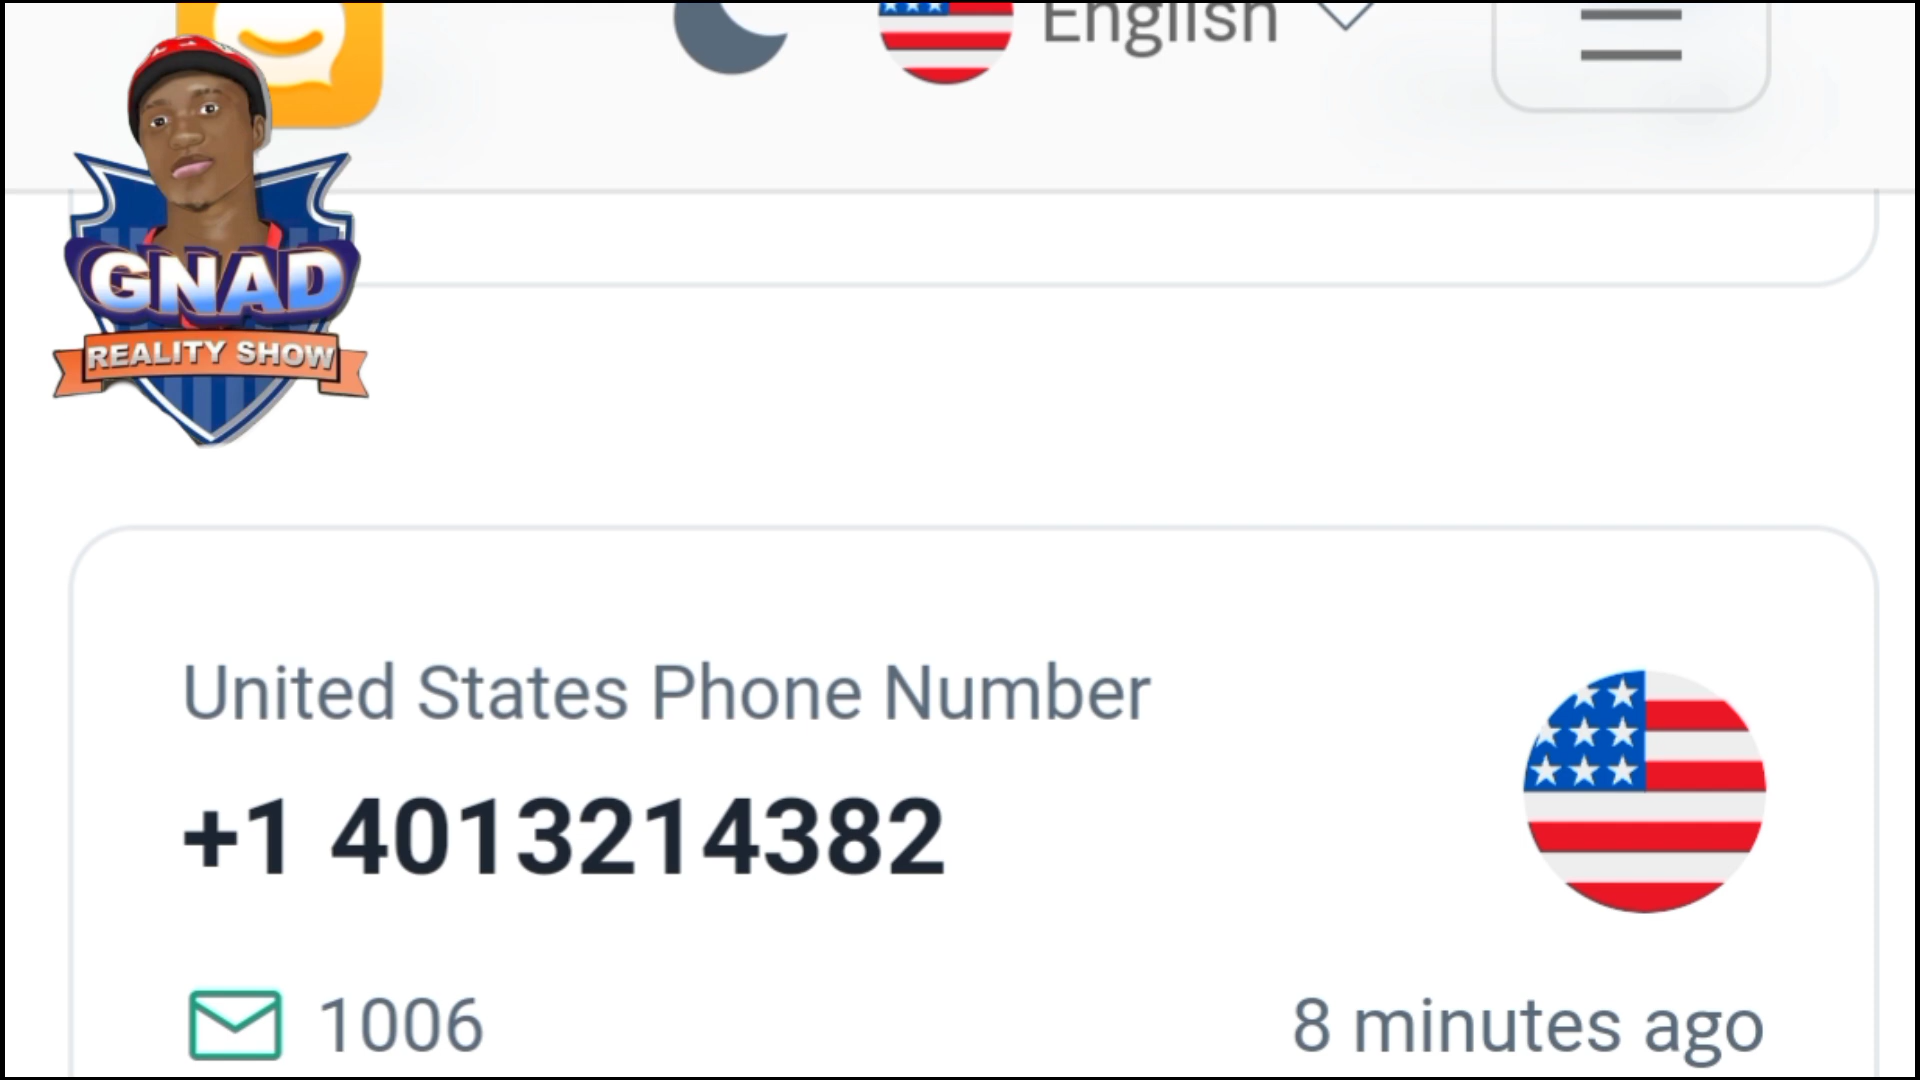 English
GNAD
REALITY SHOW
United States Phone Number
+1 4013214382
1006
8 minutes ago